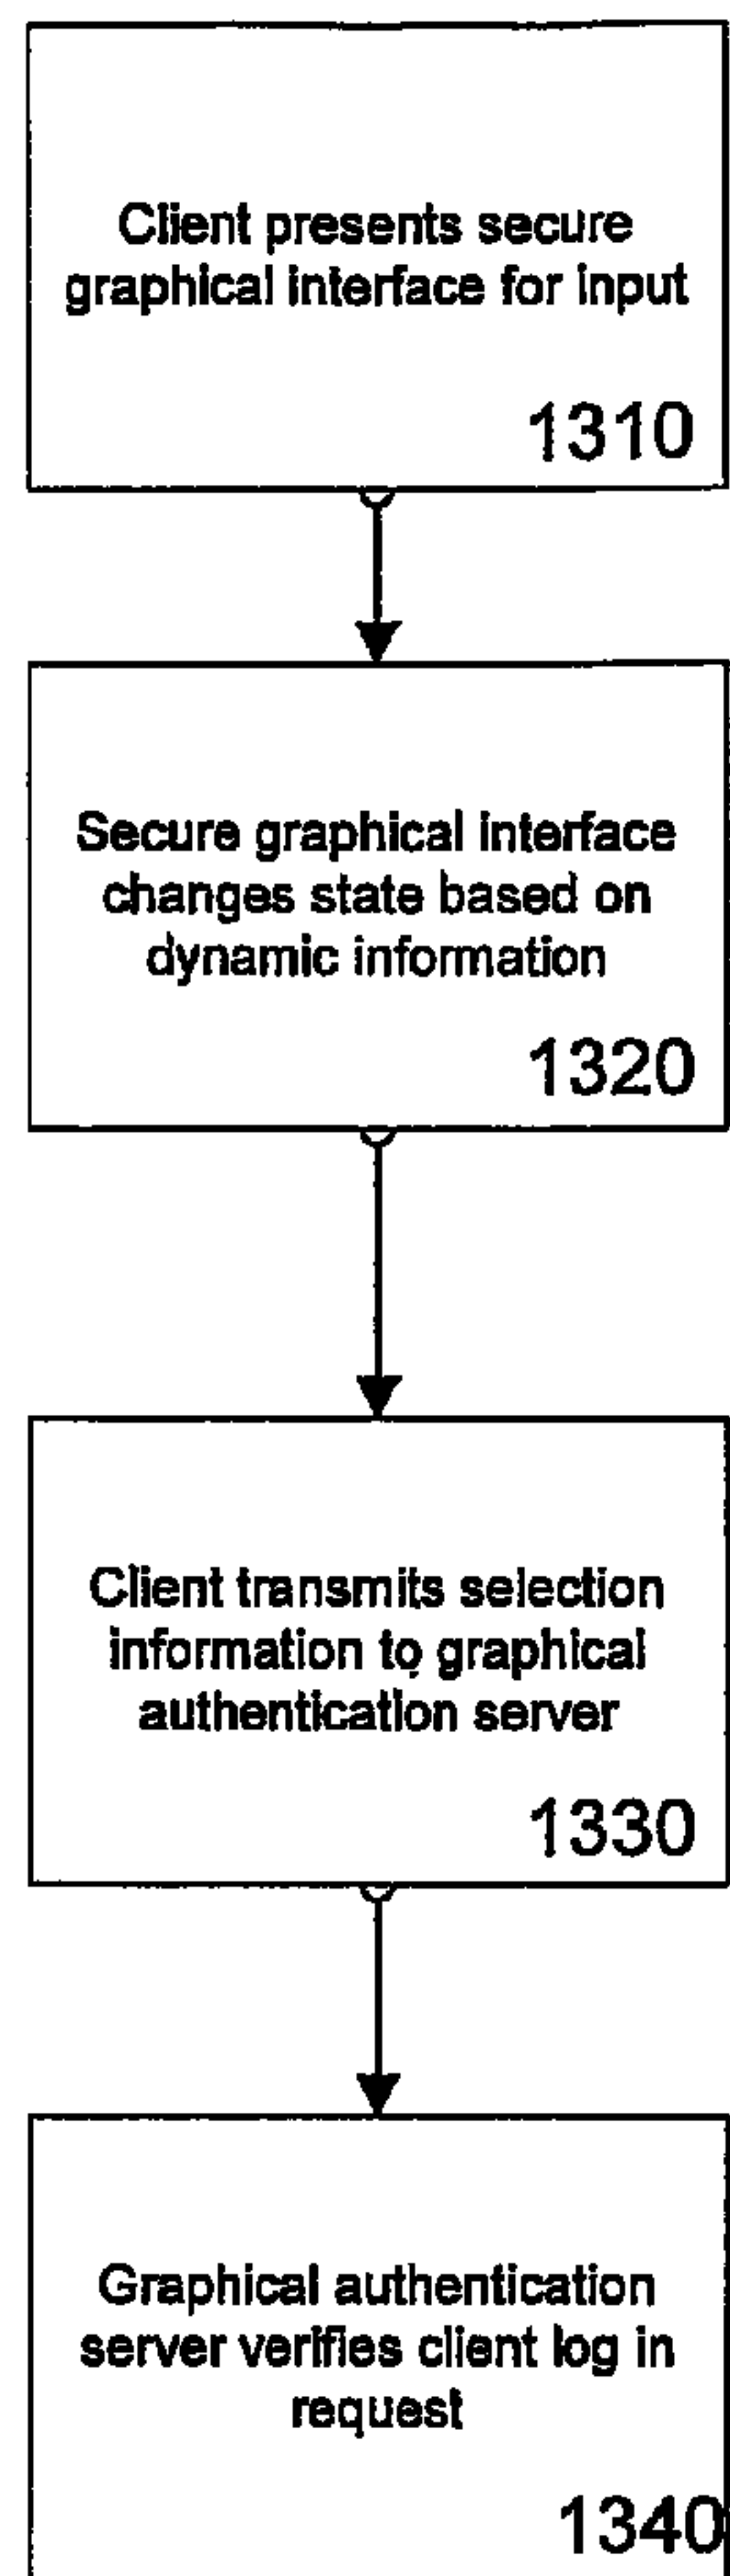 Client presents secure
graphical interface for input
1310
Secure graphical interface
changes state based on
dynamic information
1320
Client transmits selection
information to graphical
authentication server
1330
Graphical authentication
server verifies client log in
request
1340